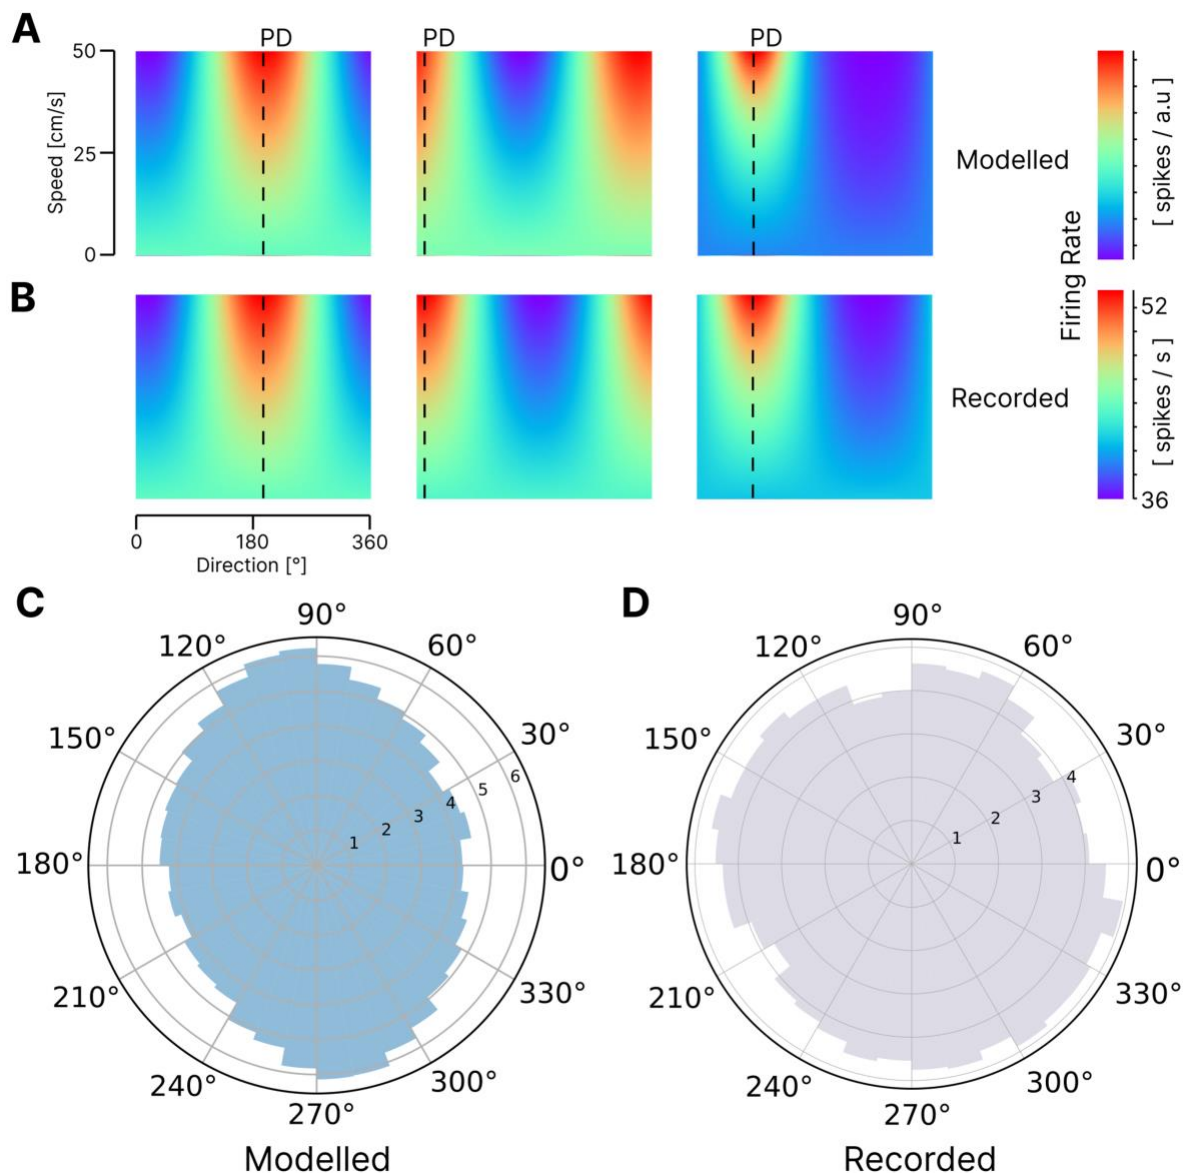 A
PD
PD
PD
50
25
0
Speed [cm/s]
Modelled
[ spikes / a.u ]
Firing Rate
B
Recorded
52
36
[ spikes / s ]
0
180
360
Direction [°]
C
90°
120°
60°
150°
30°
180°
0°
210°
330°
240°
300°
270°
1
2
3
4
5
6
Modelled
D
90°
120°
60°
150°
30°
180°
0°
210°
330°
240°
300°
270°
1
2
3
4
Recorded